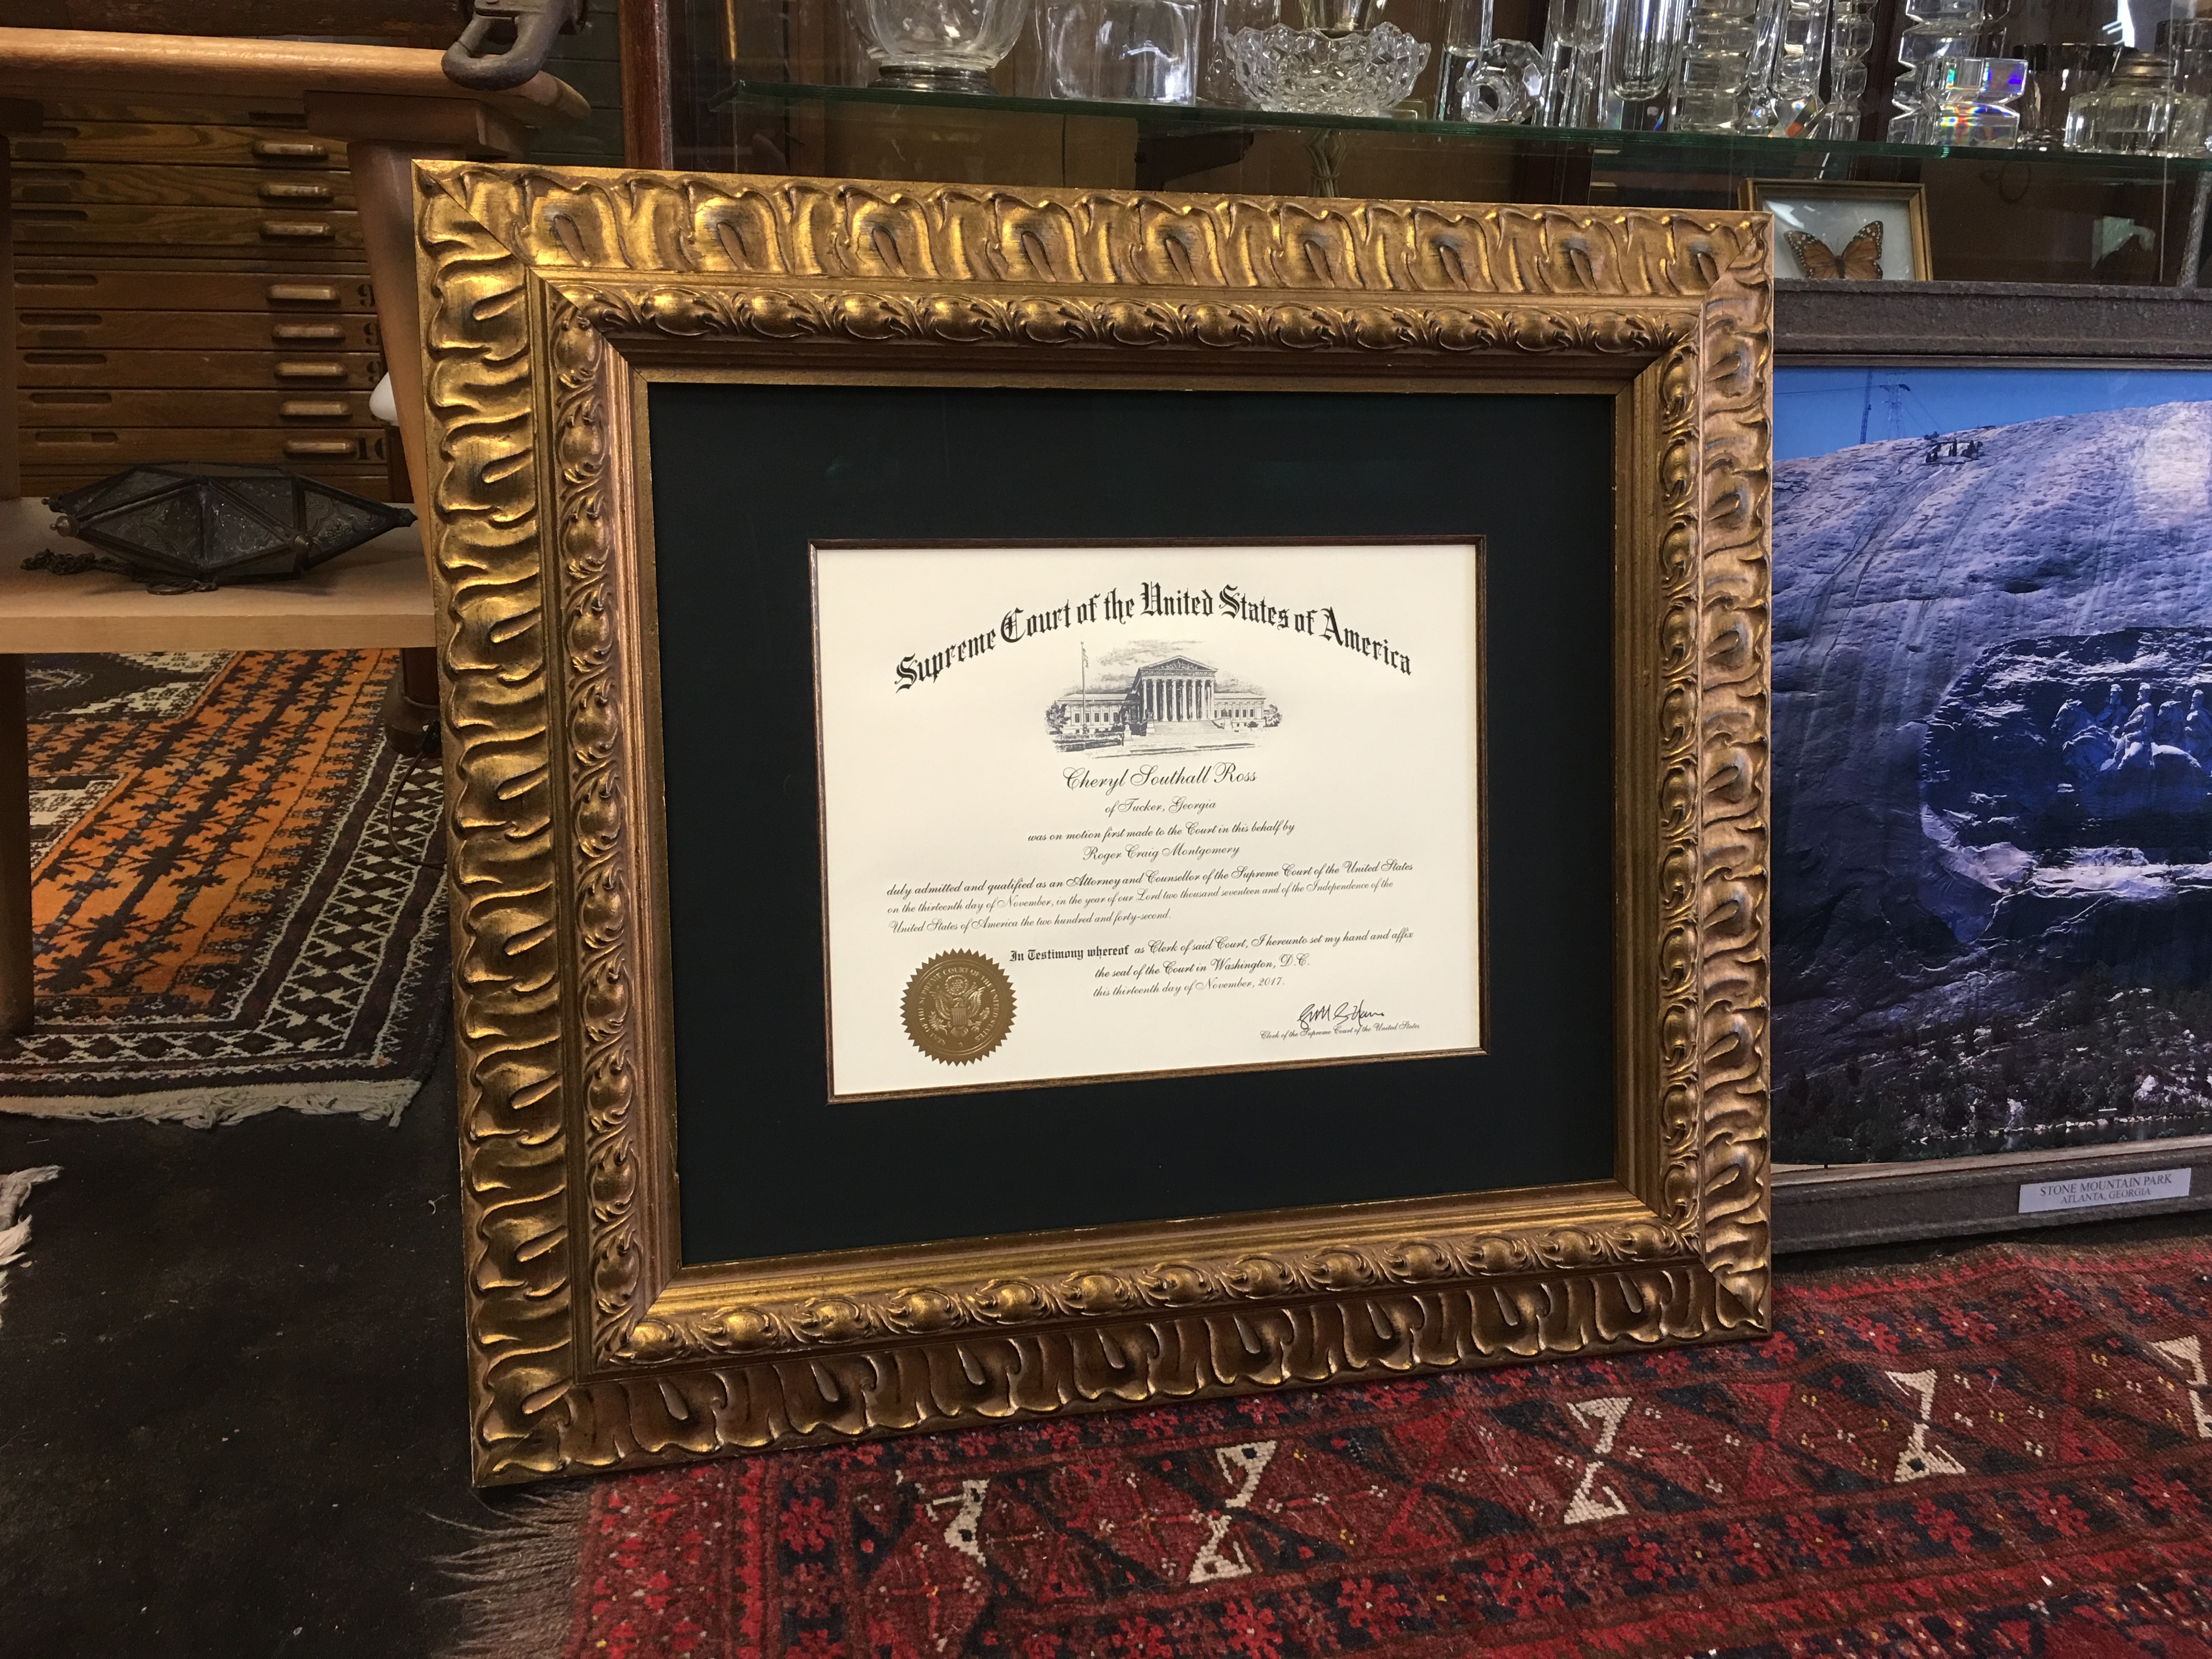 Supreme Court of the United States of America
Cheryl Southall Ross
of Tucker, Georgia
was on motion first made to the Court in this behalf by
Roger Craig Montgomery
duly admitted and qualified as an Attorney and Counsellor of the Supreme Court of the United States
on the thirteenth day of November, in the year of our Lord two thousand seventeen and of the Independence of the
United States of America the two hundred and forty-second.
In Testimony whereof as Clerk of said Court, I hereunto set my hand and affix
the seal of the Court in Washington, D.C.
this thirteenth day of November, 2017.
Clerk of the Supreme Court of the United States
STONE MOUNTAIN PARK
ATLANTA, GEORGIA